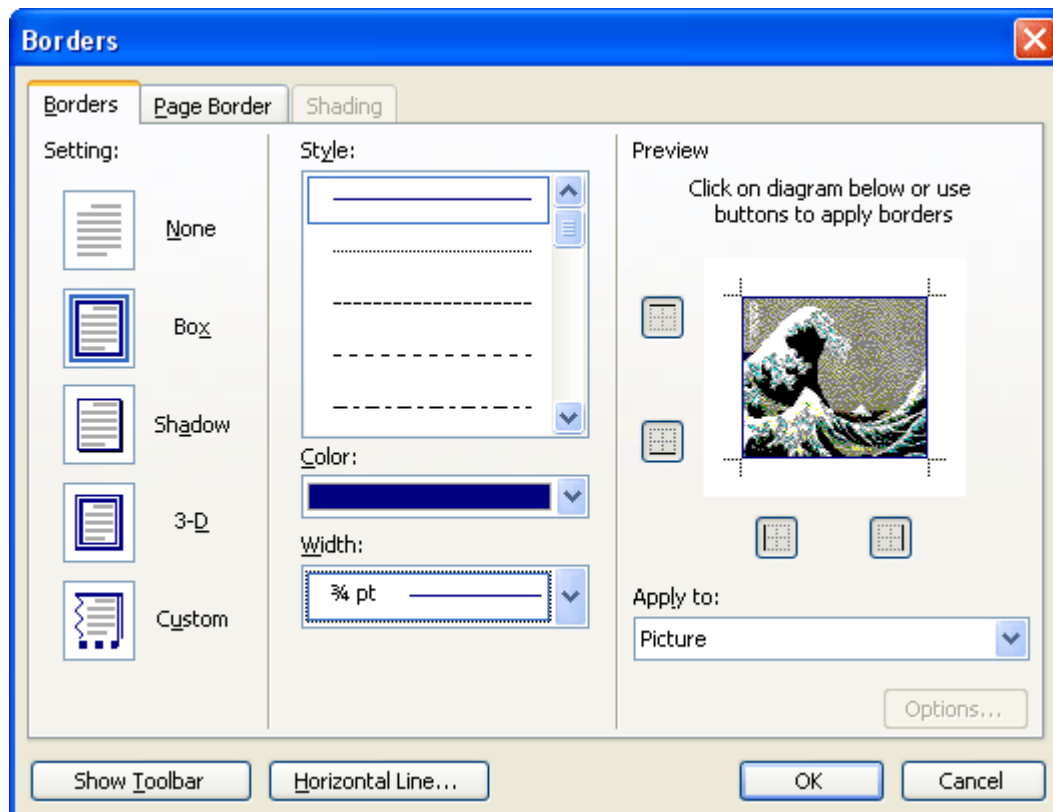 Borders
Borders
Page Border
Shading
Setting:
None
Box
Shadow
3-D
Custom
Style:
Color:
Width:
¾ pt
Preview
Click on diagram below or use
buttons to apply borders
Apply to:
Picture
Options...
Show Toolbar
Horizontal Line...
OK
Cancel